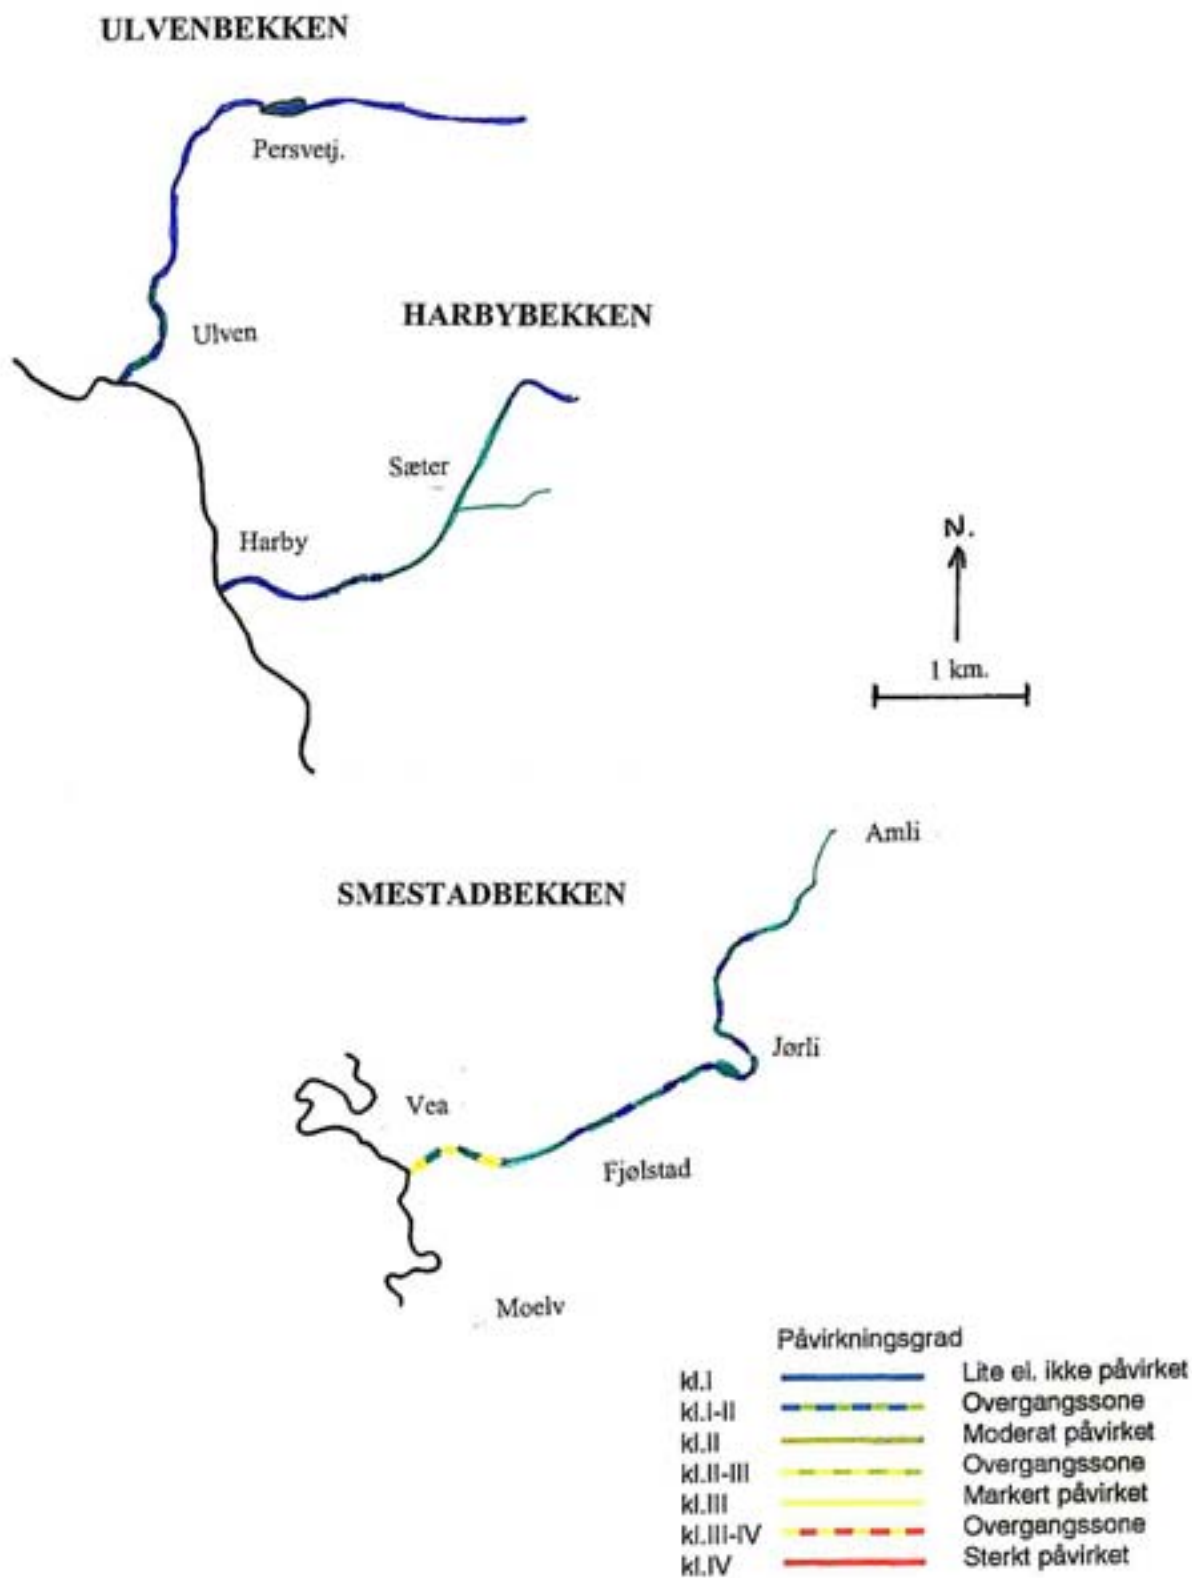 ULVENBEKKEN
Persvetj.
Ulven
HARBYBEKKEN
Sæter
Harby
N.
1 km.
Amli
SMESTADBEKKEN
Jørli
Vea
Fjølstad
Moelv
Påvirkningsgrad
kl.I Lite el. ikke påvirket
kl.I-II Overgangssone
kl.II Moderat påvirket
kl.II-III Overgangssone
kl.III Markert påvirket
kl.III-IV Overgangssone
kl.IV Sterkt påvirket